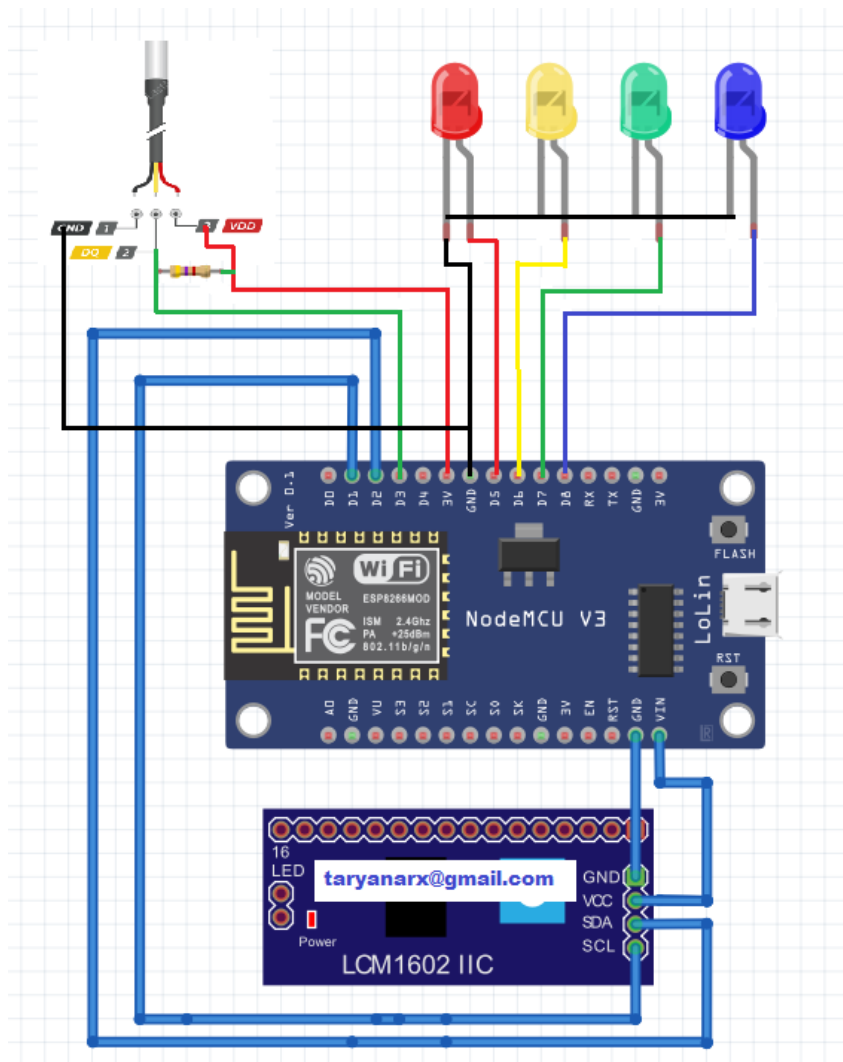 GND 1
3 VDD
DQ 2
Ver 0.1
D0 D1 D2 D3 D4 3V GND D5 D6 D7 D8 RX TX GND 3V
FLASH
WiFi
MODEL
VENDOR
ESP8266MOD
FC
ISM 2.4Ghz
PA +25dBm
802.11b/g/n
NodeMCU V3
LoLin
RST
A0 GND VU S3 S2 S1 SC SO SK GND 3V EN RST GND VIN
16
LED
taryanarx@gmail.com
GND
VCC
SDA
SCL
Power
LCM1602 IIC